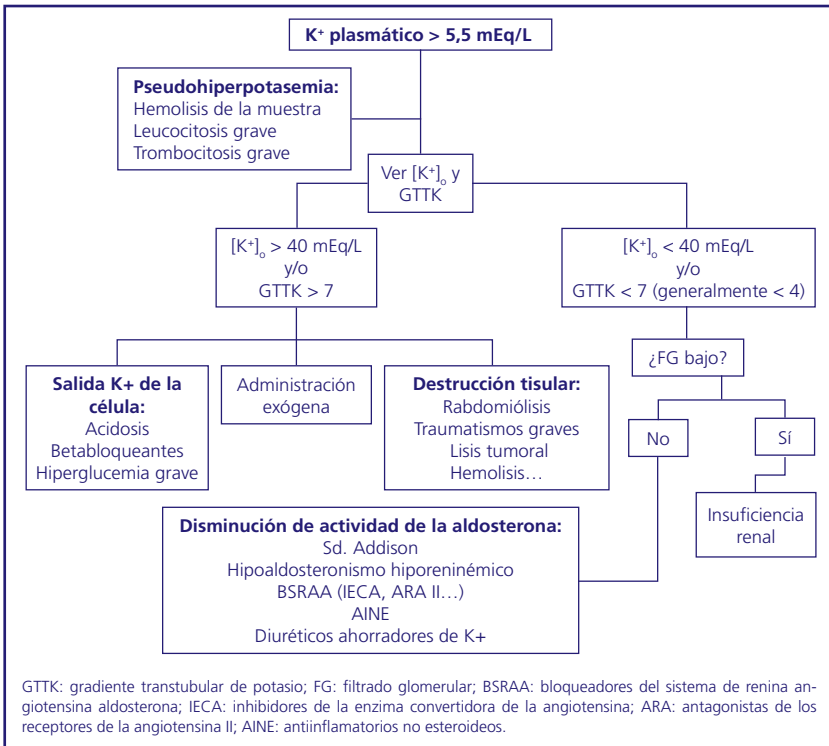 K⁺ plasmático > 5,5 mEq/L
Pseudohiperpotasemia:
Hemolisis de la muestra
Leucocitosis grave
Trombocitosis grave
Ver [K⁺]ₒ y
GTTK
[K⁺]ₒ > 40 mEq/L
y/o
GTTK > 7
[K⁺]ₒ < 40 mEq/L
y/o
GTTK < 7 (generalmente < 4)
Salida K+ de la
célula:
Acidosis
Betabloqueantes
Hiperglucemia grave
Administración
exógena
Destrucción tisular:
Rabdomiólisis
Traumatismos graves
Lisis tumoral
Hemolisis…
¿FG bajo?
No
Sí
Insuficiencia
renal
Disminución de actividad de la aldosterona:
Sd. Addison
Hipoaldosteronismo hiporeninémico
BSRAA (IECA, ARA II…)
AINE
Diuréticos ahorradores de K+
GTTK: gradiente transtubular de potasio; FG: filtrado glomerular; BSRAA: bloqueadores del sistema de renina an-
giotensina aldosterona; IECA: inhibidores de la enzima convertidora de la angiotensina; ARA: antagonistas de los
receptores de la angiotensina II; AINE: antiinflamatorios no esteroideos.